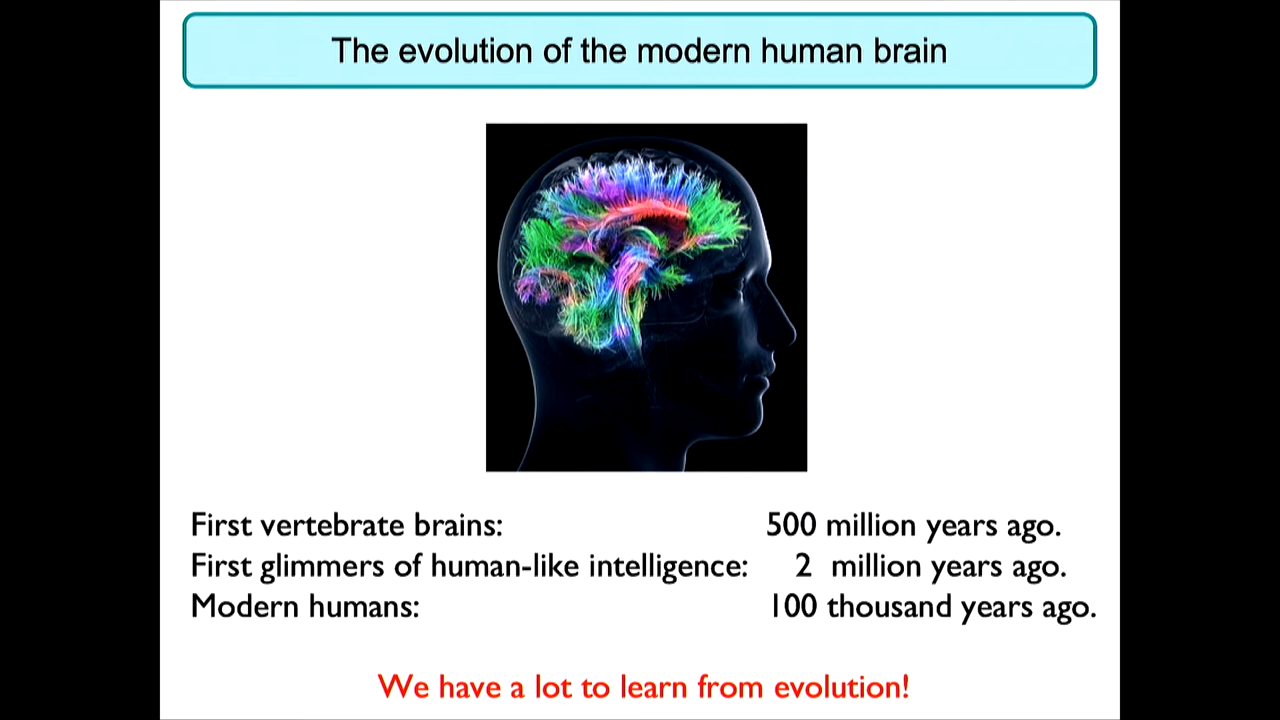 The evolution of the modern human brain
First vertebrate brains: 500 million years ago.
First glimmers of human-like intelligence: 2 million years ago.
Modern humans: 100 thousand years ago.
We have a lot to learn from evolution!